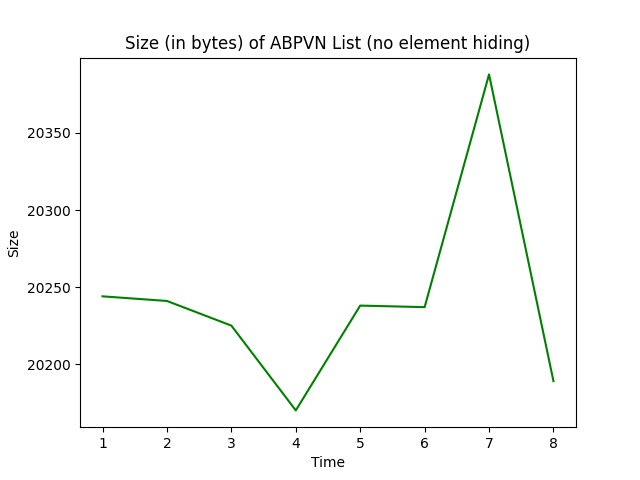 Size (in bytes) of ABPVN List (no element hiding)
20350
20300
20250
20200
Size
1 2 3 4 5 6 7 8
Time